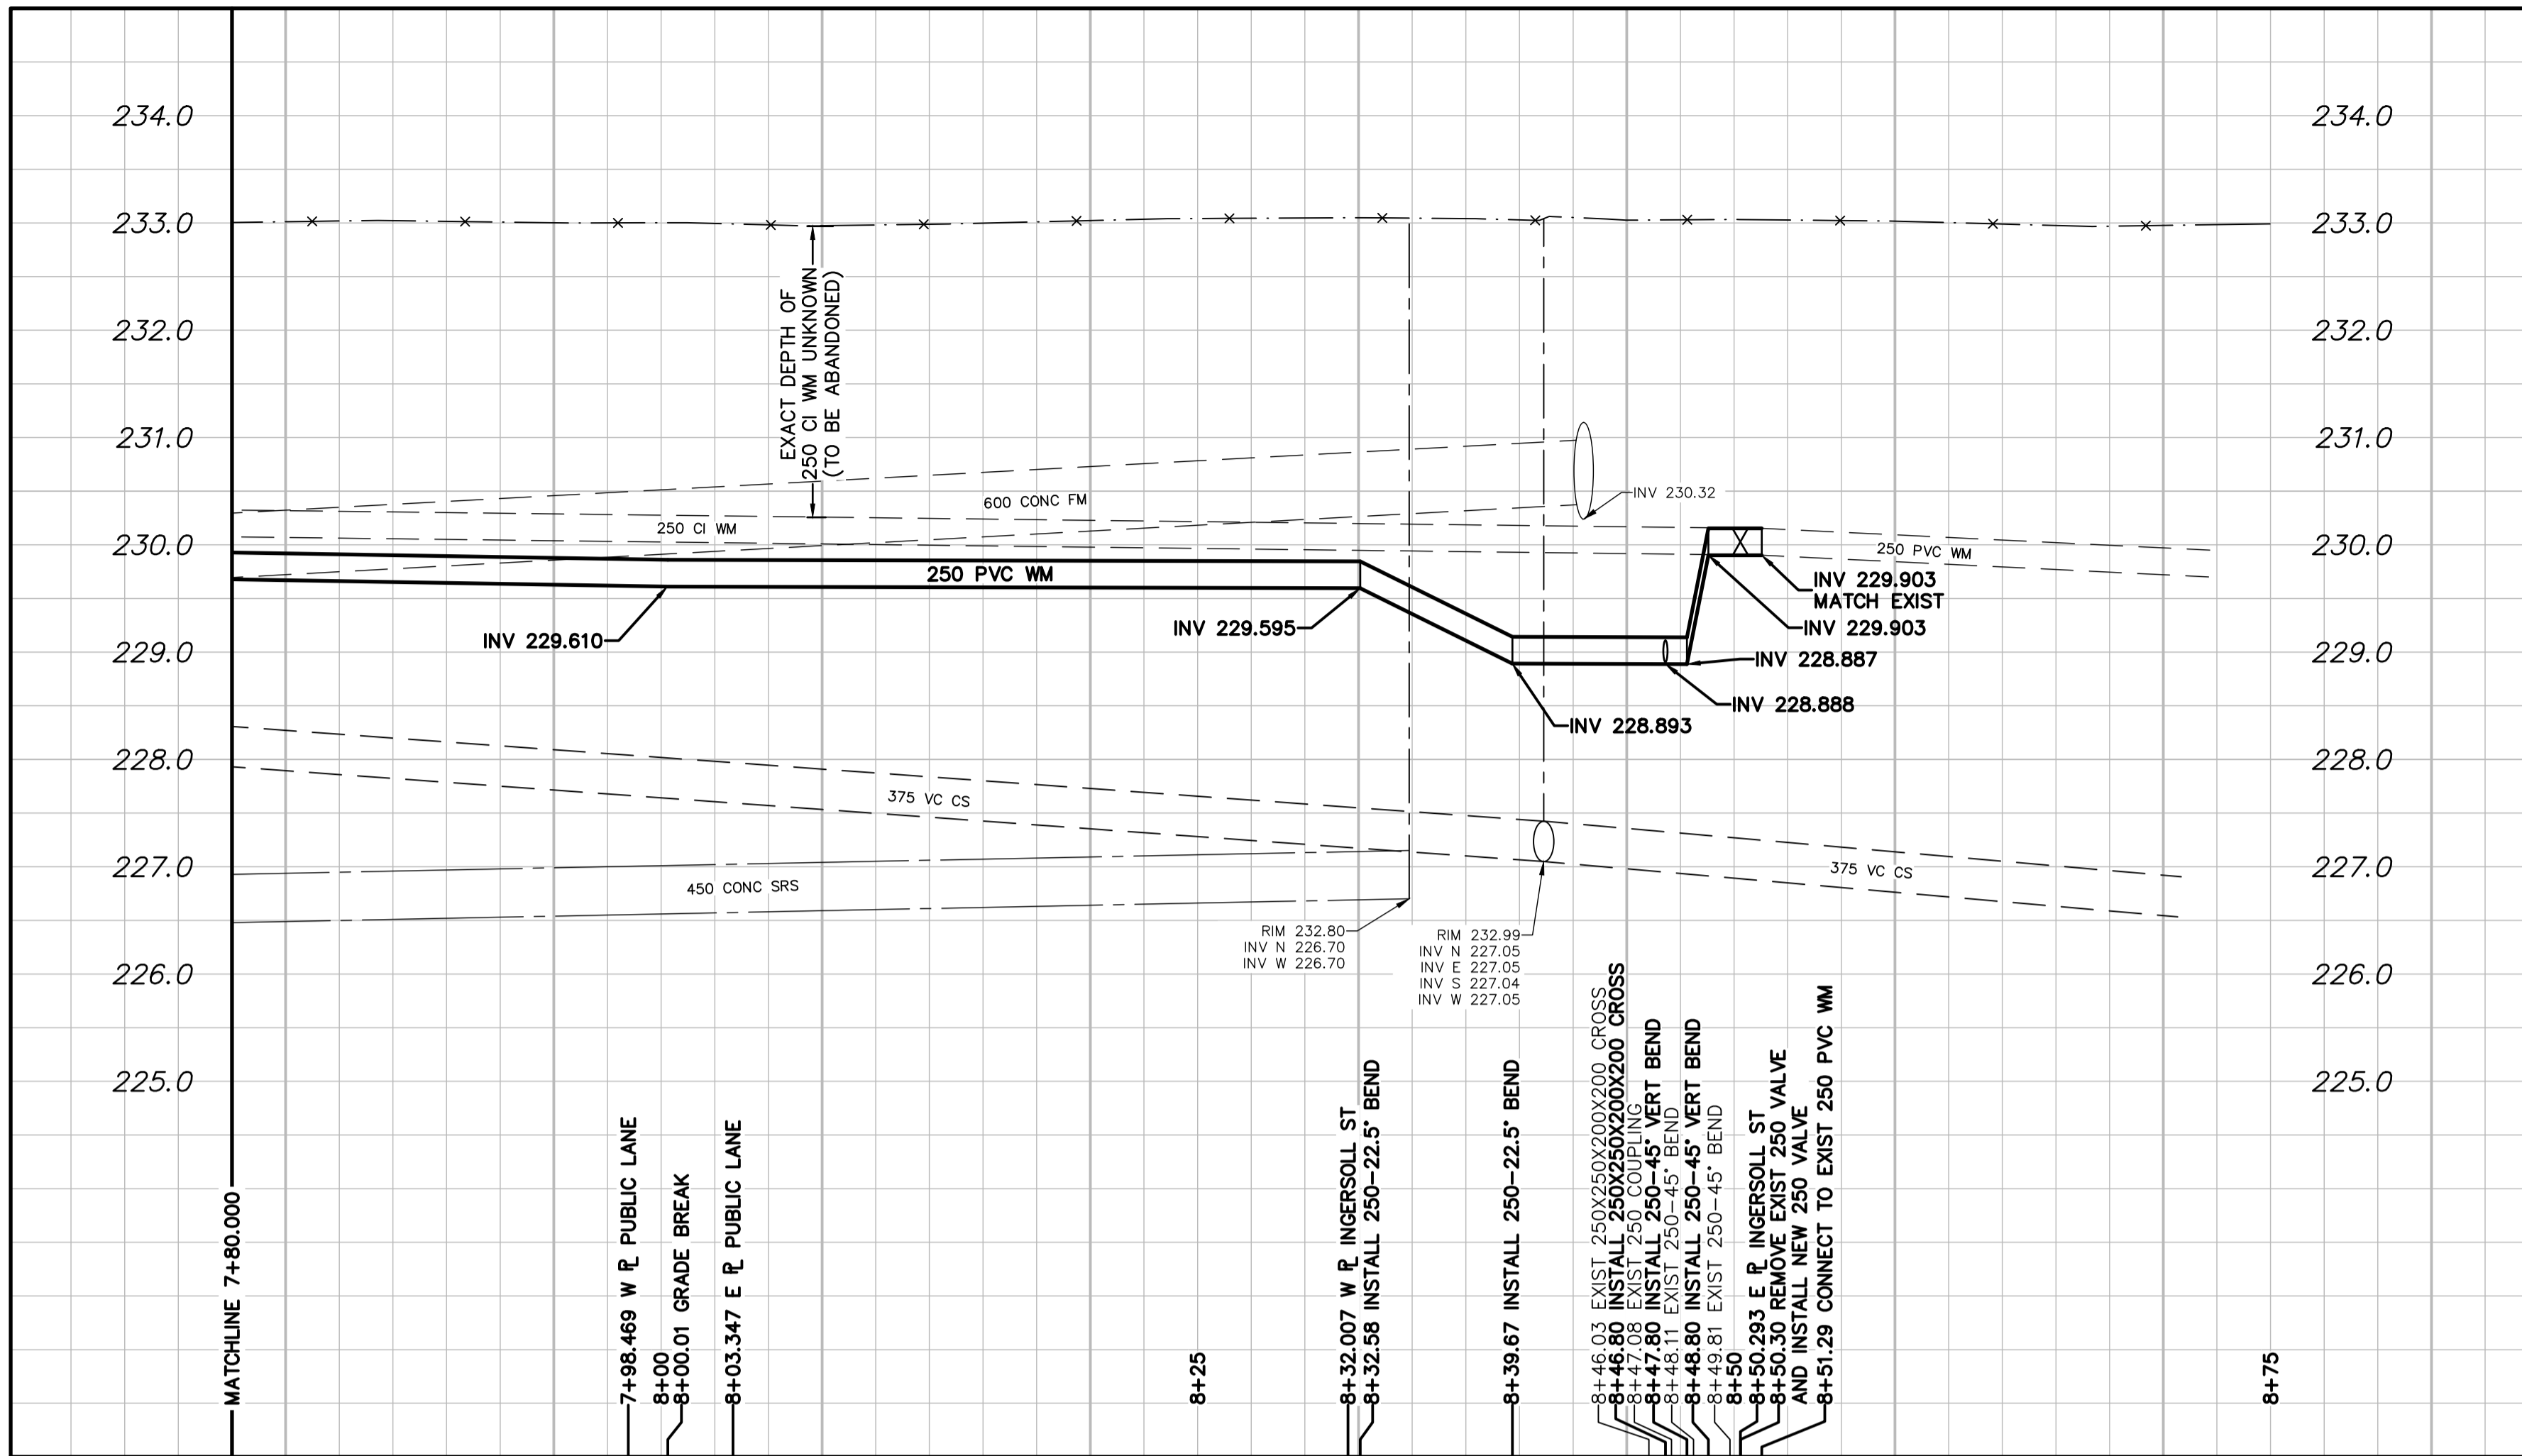 234.0
234.0
233.0
233.0
232.0
232.0
231.0
231.0
230.0
230.0
229.0
229.0
228.0
228.0
227.0
227.0
226.0
226.0
225.0
225.0
EXACT DEPTH OF
250 CI WM UNKNOWN
(TO BE ABANDONED)
600 CONC FM
INV 230.32
250 CI WM
250 PVC WM
250 PVC WM
INV 229.903
MATCH EXIST
INV 229.903
INV 229.610
INV 229.595
INV 228.887
INV 228.888
INV 228.893
375 VC CS
375 VC CS
450 CONC SRS
RIM 232.80
INV N 226.70
INV W 226.70
RIM 232.99
INV N 227.05
INV E 227.05
INV S 227.04
INV W 227.05
MATCHLINE 7+80.000
7+98.469 W PL PUBLIC LANE
8+00
8+00.01 GRADE BREAK
8+03.347 E PL PUBLIC LANE
8+25
8+32.007 W PL INGERSOLL ST
8+32.58 INSTALL 250-22.5° BEND
8+39.67 INSTALL 250-22.5° BEND
8+46.03 EXIST 250X250X200X200 CROSS
8+46.80 INSTALL 250X250X200X200 CROSS
8+47.08 EXIST 250 COUPLING
8+47.80 INSTALL 250-45° VERT BEND
8+48.11 EXIST 250-45° BEND
8+48.80 INSTALL 250-45° VERT BEND
8+49.81 EXIST 250-45° BEND
8+50
8+50.293 E PL INGERSOLL ST
8+50.30 REMOVE EXIST 250 VALVE
AND INSTALL NEW 250 VALVE
8+51.29 CONNECT TO EXIST 250 PVC WM
8+75